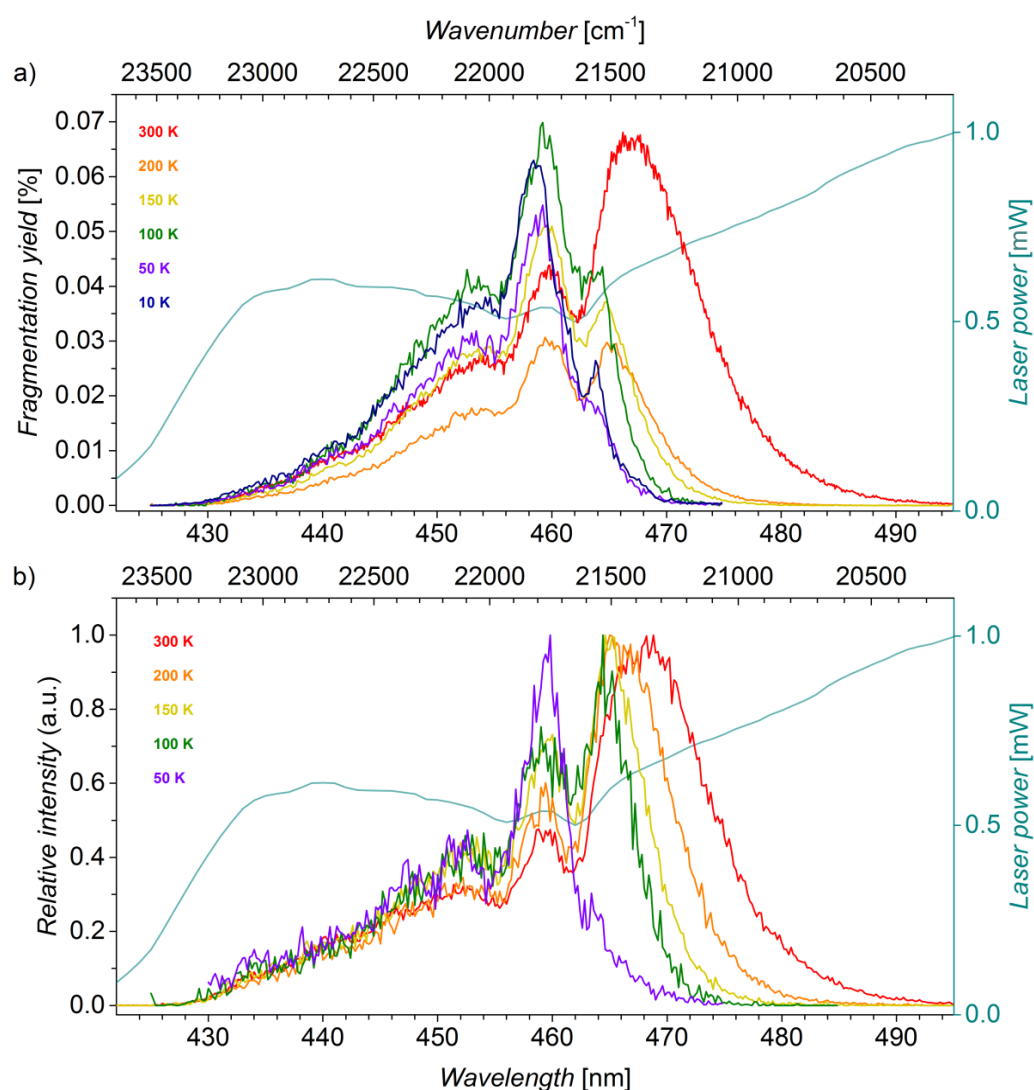 Wavenumber [cm⁻¹]
23500 23000 22500 22000 21500 21000 20500
a)
Fragmentation yield [%]
0.07
0.06
0.05
0.04
0.03
0.02
0.01
0.00
300 K
200 K
150 K
100 K
50 K
10 K
1.0
0.5
0.0
Laser power [mW]
430 440 450 460 470 480 490
b)
23500 23000 22500 22000 21500 21000 20500
Relative intensity (a.u.)
1.0
0.8
0.6
0.4
0.2
0.0
300 K
200 K
150 K
100 K
50 K
1.0
0.5
0.0
Laser power [mW]
430 440 450 460 470 480 490
Wavelength [nm]